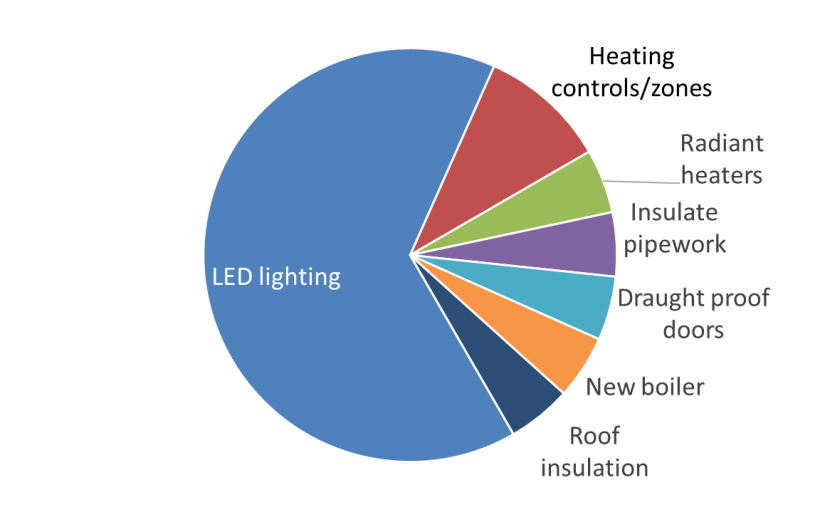 Heating
controls/zones
Radiant
heaters
Insulate
pipework
LED lighting
Draught proof
doors
New boiler
Roof
insulation